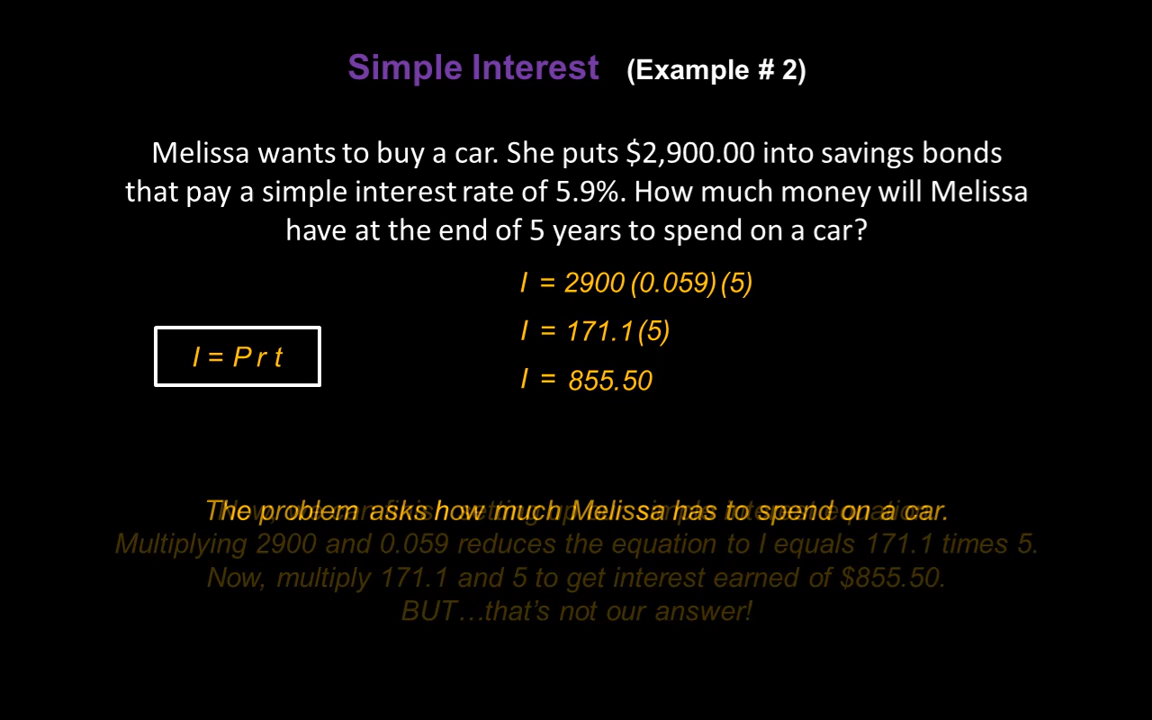 Simple Interest (Example # 2)
Melissa wants to buy a car. She puts $2,900.00 into savings bonds
that pay a simple interest rate of 5.9%. How much money will Melissa
have at the end of 5 years to spend on a car?
I = 2900 (0.059) (5)
I = 171.1 (5)
I = P r t
I = 855.50
The problem asks how much Melissa has to spend on a car.
Multiplying 2900 and 0.059 reduces the equation to I equals 171.1 times 5.
Now, multiply 171.1 and 5 to get interest earned of $855.50.
BUT…that’s not our answer!